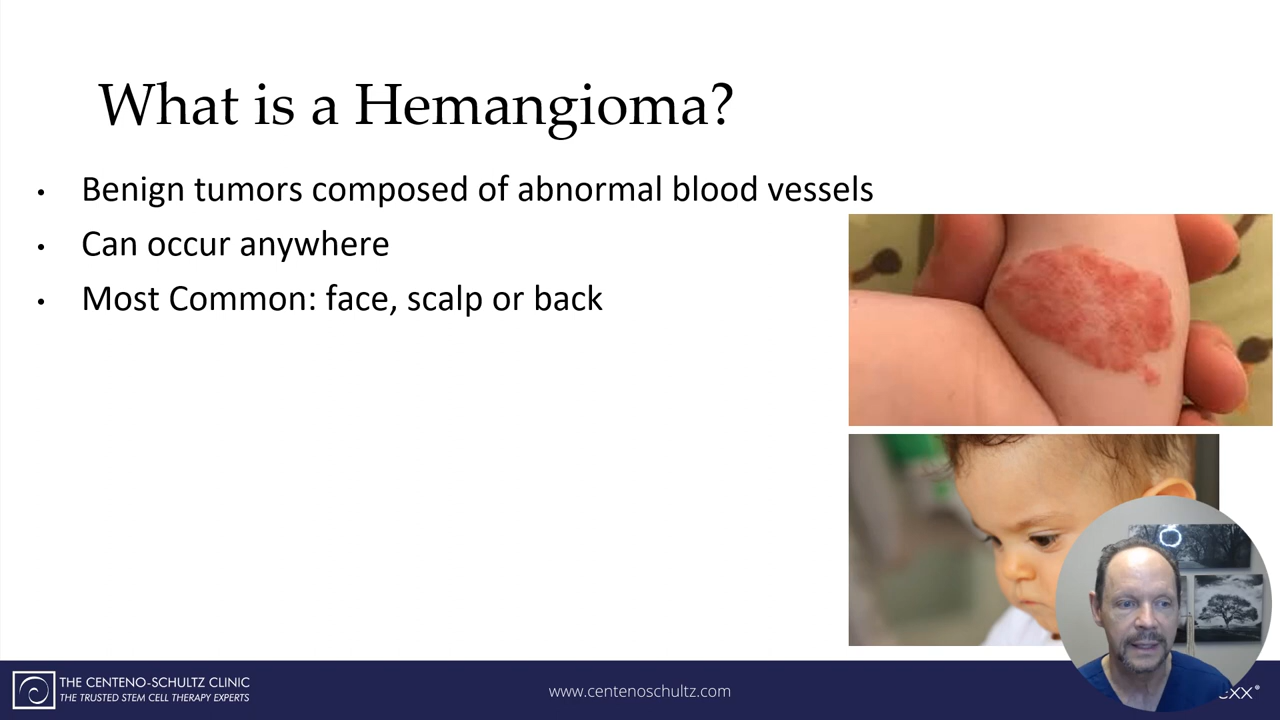 What is a Hemangioma?
• Benign tumors composed of abnormal blood vessels
• Can occur anywhere
• Most Common: face, scalp or back
THE CENTENO-SCHULTZ CLINIC
THE TRUSTED STEM CELL THERAPY EXPERTS
www.centenoschultz.com